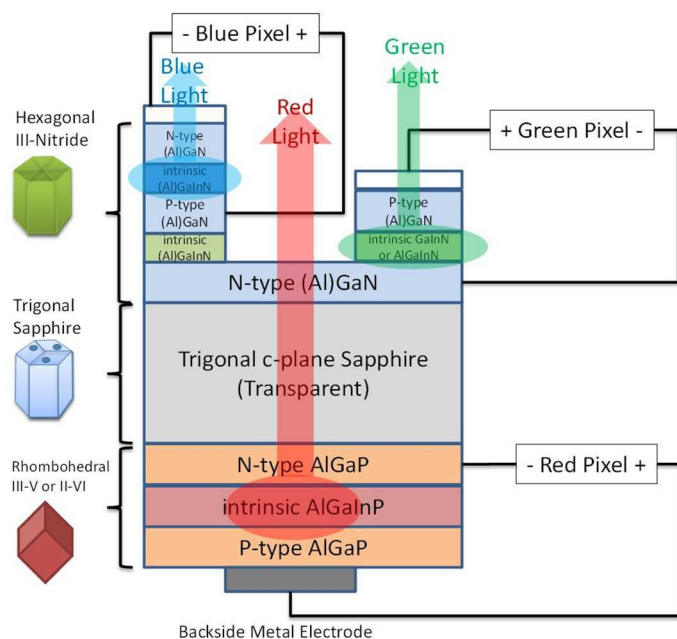 - Blue Pixel +
Blue
Light
Red
Light
Green
Light
+ Green Pixel -
Hexagonal
III-Nitride
N-type
(Al)GaN
intrinsic
(Al)GaInN
P-type
(Al)GaN
intrinsic
(Al)GaInN
P-type
(Al)GaN
intrinsic GaInN
or AlGaInN
N-type (Al)GaN
Trigonal
Sapphire
Trigonal c-plane Sapphire
(Transparent)
Rhombohedral
III-V or II-VI
N-type AlGaP
intrinsic AlGaInP
P-type AlGaP
- Red Pixel +
Backside Metal Electrode